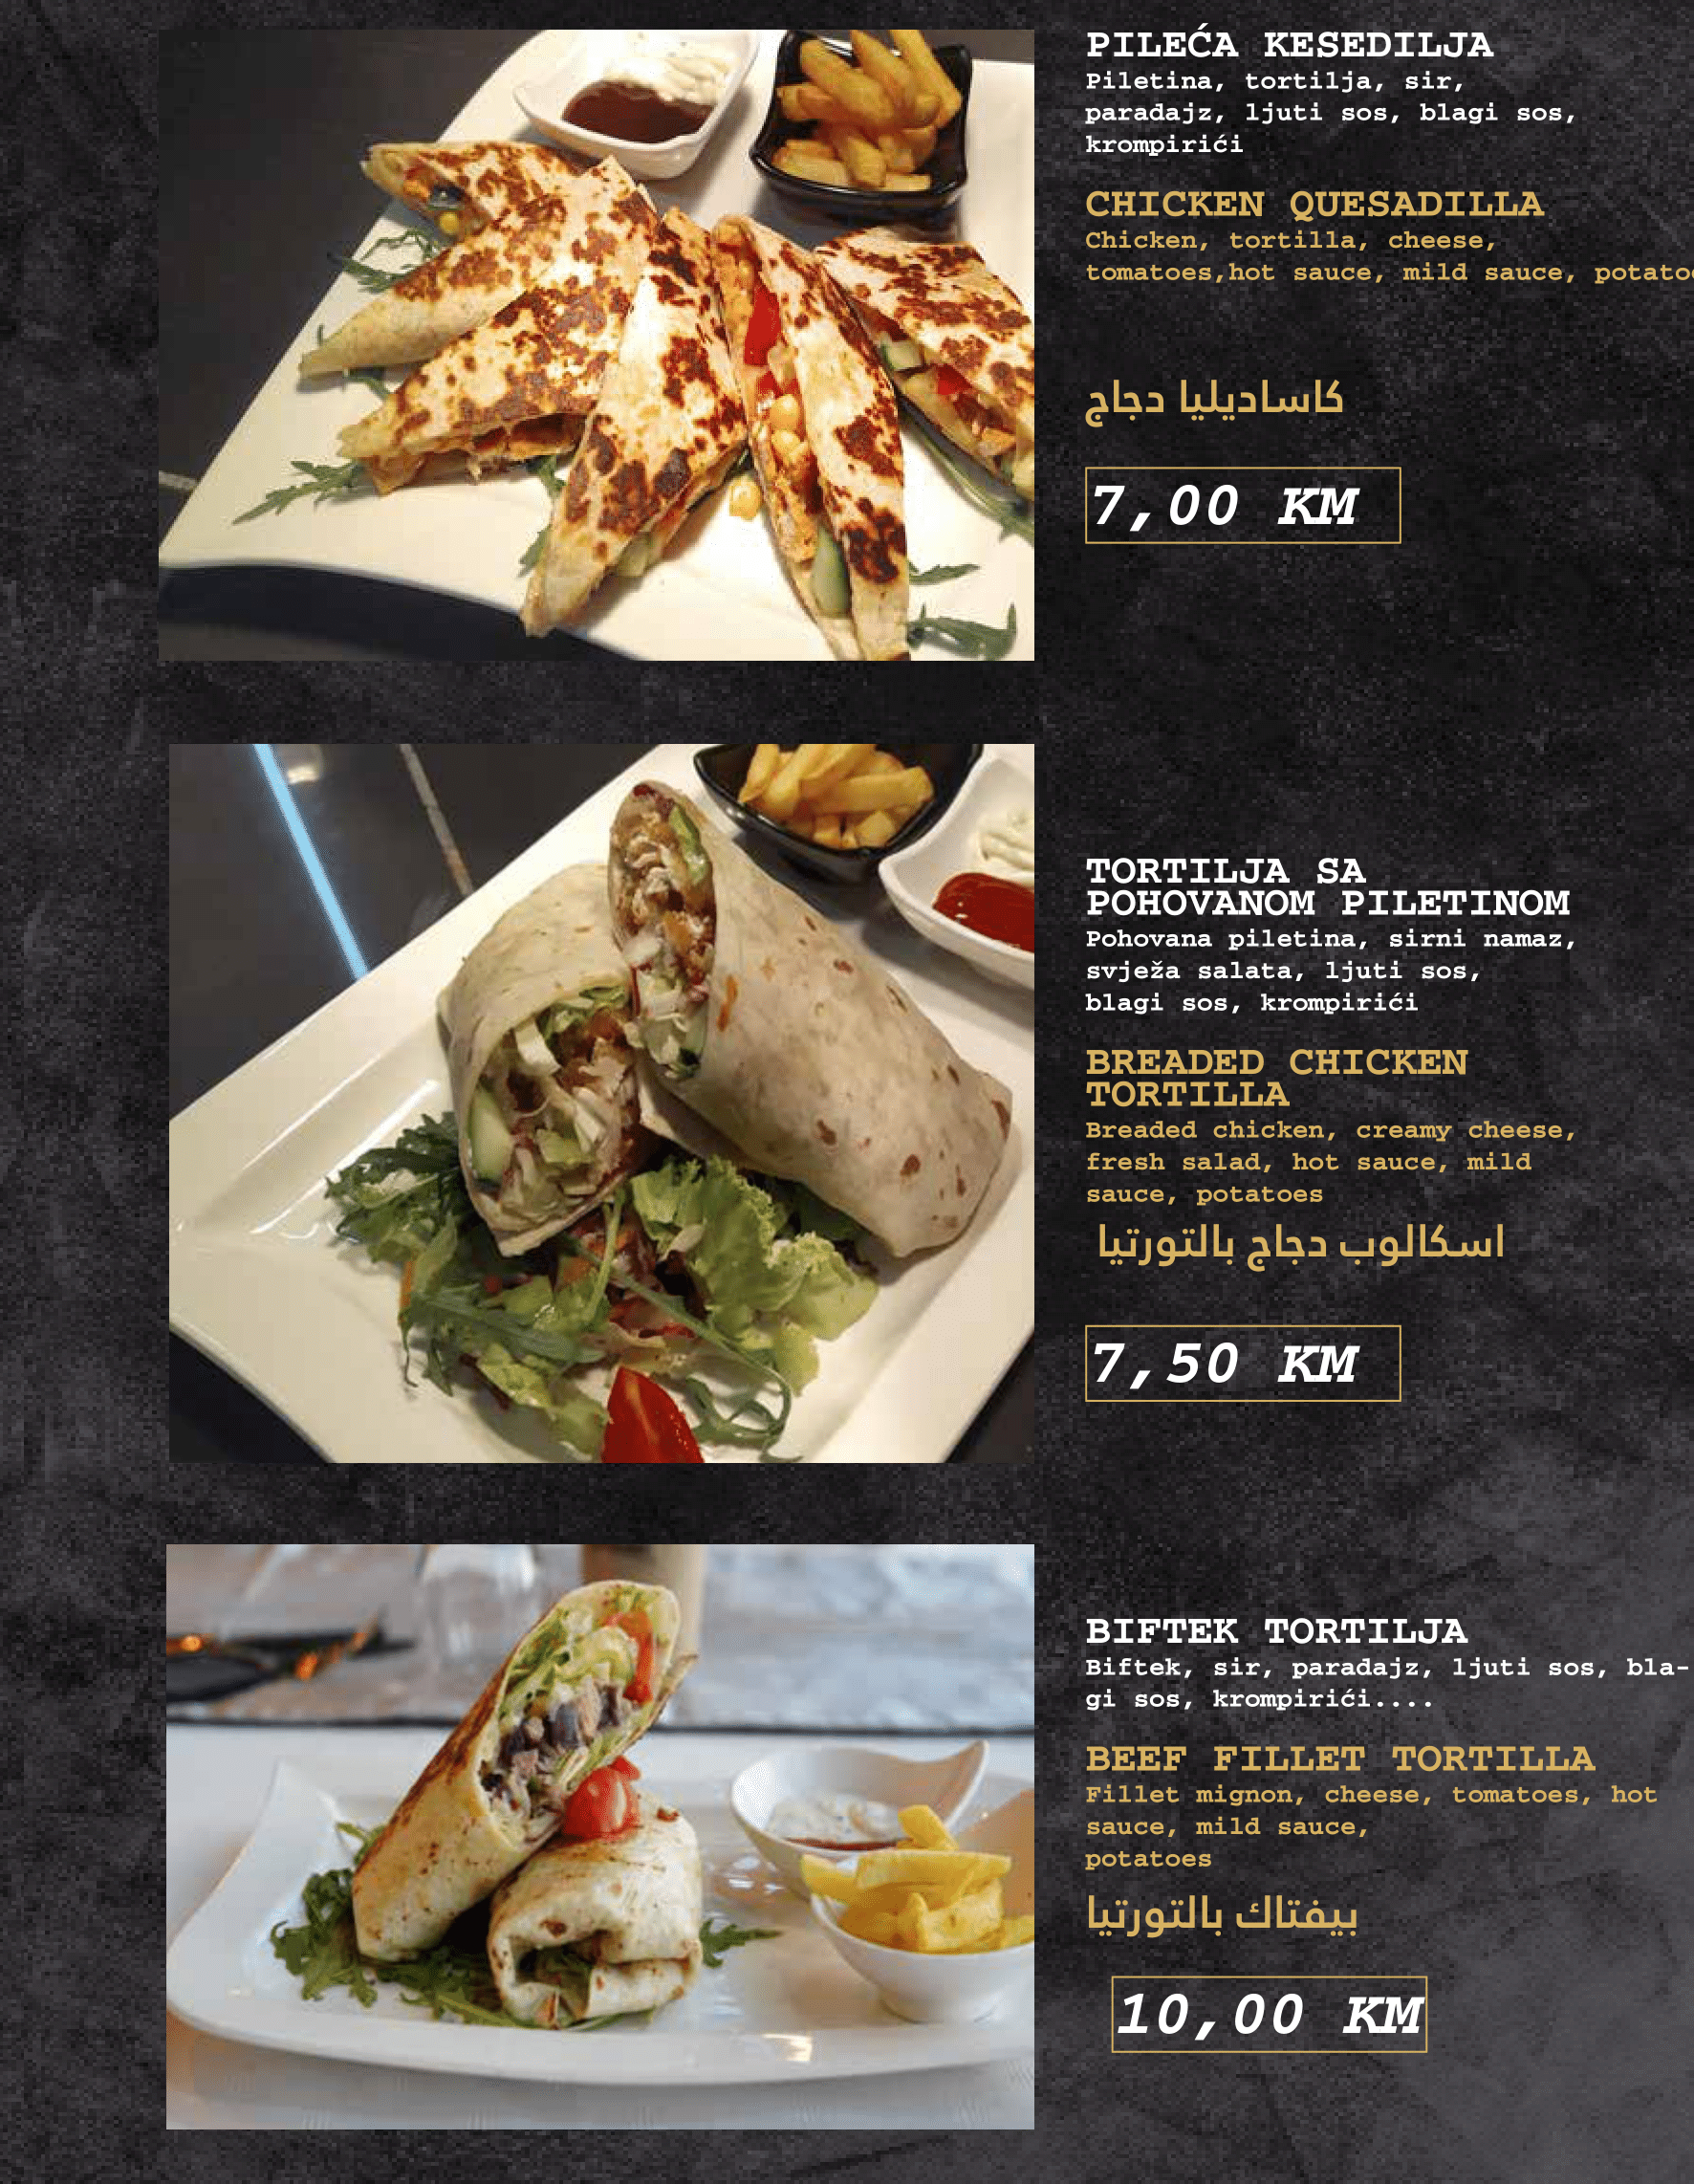 PILEĆA KESEDILJA
Piletina, tortilja, sir,
paradajz, ljuti sos, blagi sos,
krompirići
CHICKEN QUESADILLA
Chicken, tortilla, cheese,
tomatoes,hot sauce, mild sauce,
كاساديليا دجاج
7,00 KM
TORTILJA SA
POHOVANOM PILETINOM
Pohovana piletina, sirni namaz,
svježa salata, ljuti sos,
blagi sos, krompirići
BREADED CHICKEN
TORTILLA
Breaded chicken, creamy cheese,
fresh salad, hot sauce, mild
sauce, potatoes
اسكالوب دجاج بالتورتيا
7,50 KM
BIFTEK TORTILJA
Biftek, sir, paradajz, ljuti sos, bla-
gi sos, krompirići....
BEEF FILLET TORTILLA
Fillet mignon, cheese, tomatoes, hot
sauce, mild sauce,
potatoes
بيفتاك بالتورتيا
10,00 KM